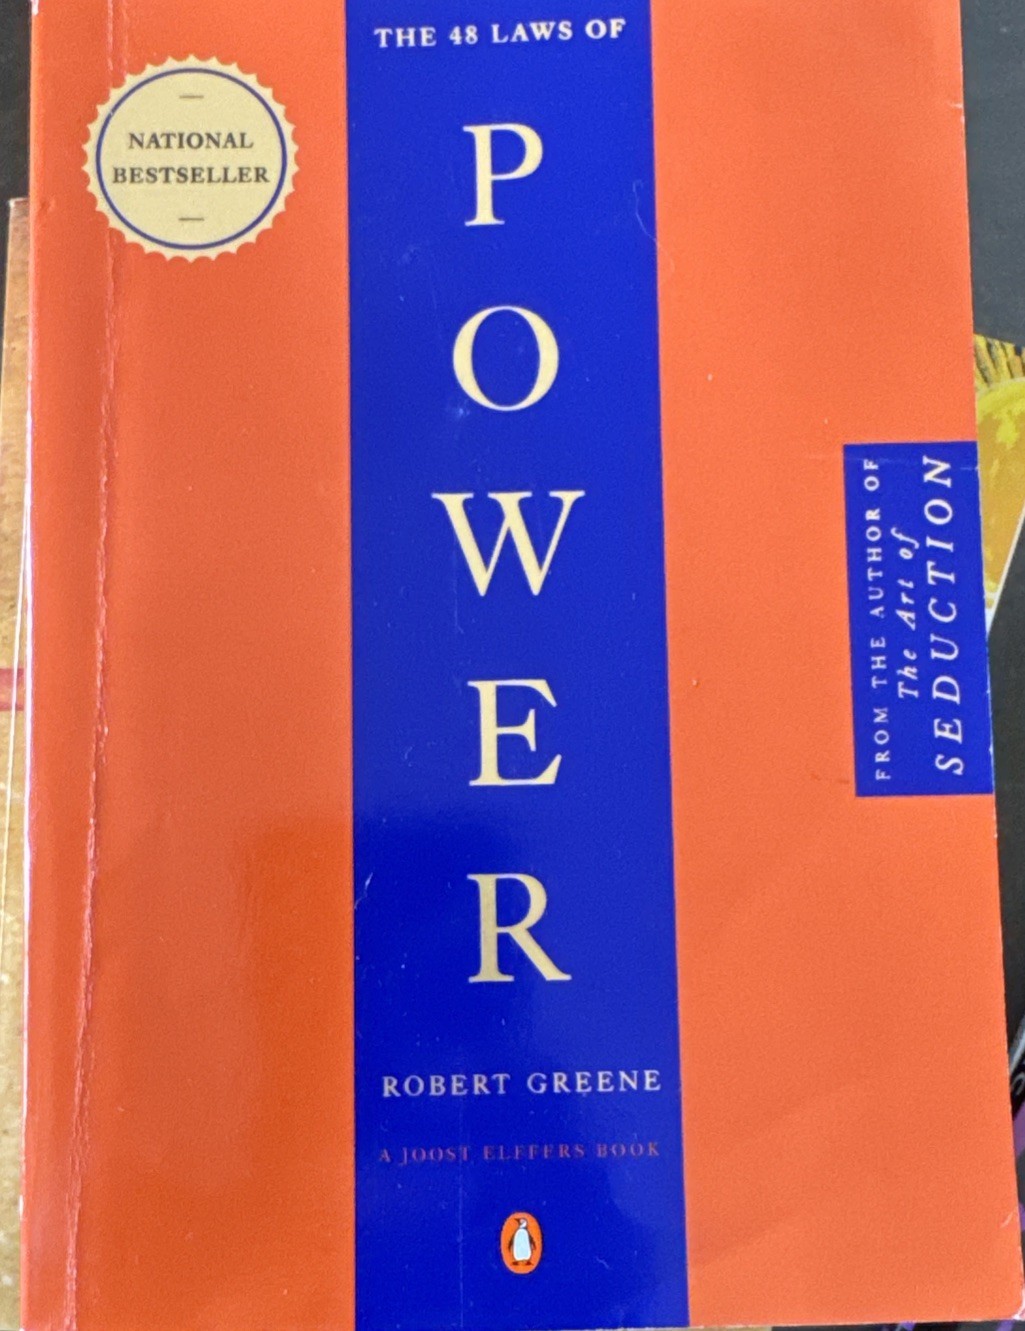 THE 48 LAWS OF
NATIONAL
BESTSELLER
P
O
W
E
R
FROM THE AUTHOR OF
The Art of
SEDUCTION
ROBERT GREENE
A JOOST ELFFERS BOOK